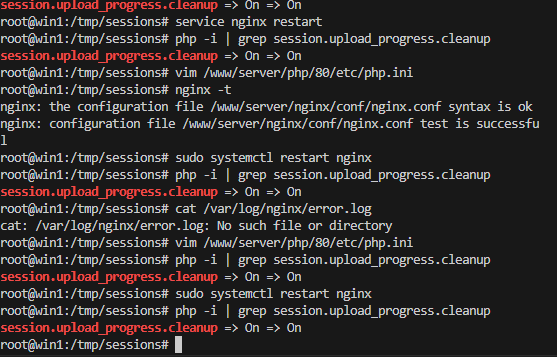 session.upload_progress.cleanup => On => On
root@win1:/tmp/sessions# service nginx restart
root@win1:/tmp/sessions# php -i | grep session.upload_progress.cleanup
session.upload_progress.cleanup => On => On
root@win1:/tmp/sessions# vim /www/server/php/80/etc/php.ini
root@win1:/tmp/sessions# nginx -t
nginx: the configuration file /www/server/nginx/conf/nginx.conf syntax is ok
nginx: configuration file /www/server/nginx/conf/nginx.conf test is successfu
l
root@win1:/tmp/sessions# sudo systemctl restart nginx
root@win1:/tmp/sessions# php -i | grep session.upload_progress.cleanup
session.upload_progress.cleanup => On => On
root@win1:/tmp/sessions# cat /var/log/nginx/error.log
cat: /var/log/nginx/error.log: No such file or directory
root@win1:/tmp/sessions# vim /www/server/php/80/etc/php.ini
root@win1:/tmp/sessions# php -i | grep session.upload_progress.cleanup
session.upload_progress.cleanup => On => On
root@win1:/tmp/sessions# sudo systemctl restart nginx
root@win1:/tmp/sessions# php -i | grep session.upload_progress.cleanup
session.upload_progress.cleanup => On => On
root@win1:/tmp/sessions#